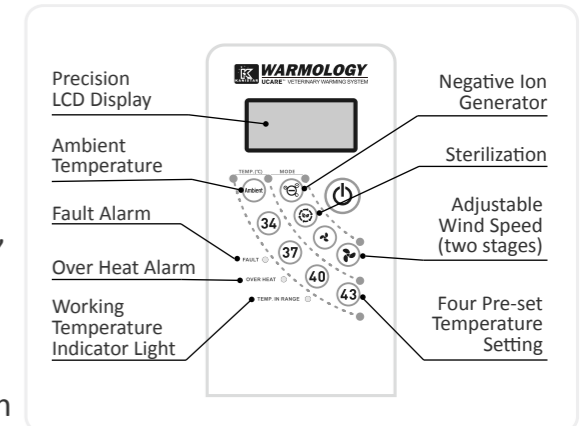 WARMOLOGY
UCARE™ VETERINARY WARMING SYSTEM
Precision
LCD Display
Ambient
Temperature
Fault Alarm
Over Heat Alarm
Working
Temperature
Indicator Light
TEMP.(℃) MODE
Ambient
34
37
40
43
FAULT
OVER HEAT
TEMP. IN RANGE
Negative Ion
Generator
Sterilization
Adjustable
Wind Speed
(two stages)
Four Pre-set
Temperature
Setting